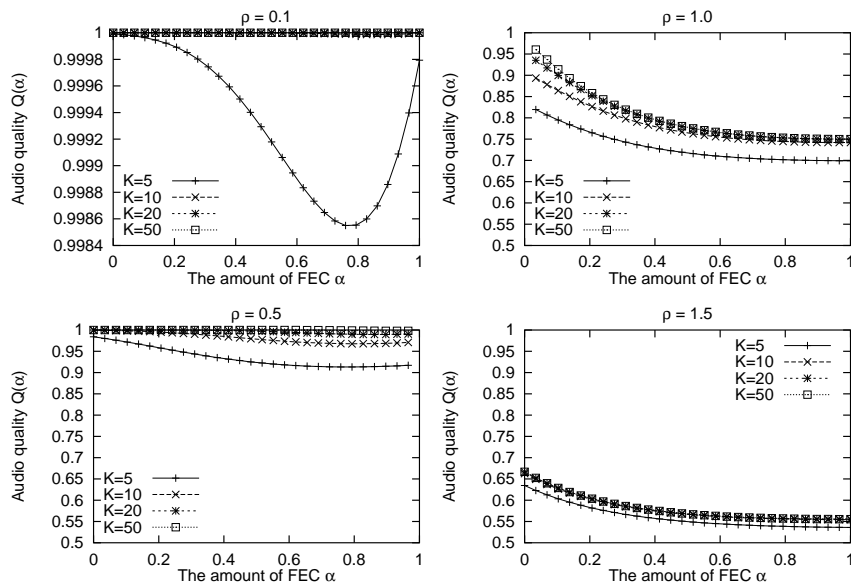 ρ = 0.1
Audio quality Q(α)
1
0.9998
0.9996
0.9994
0.9992
0.999
0.9988
0.9986
0.9984
K=5
K=10
K=20
K=50
0 0.2 0.4 0.6 0.8 1
The amount of FEC α
ρ = 1.0
Audio quality Q(α)
1
0.95
0.9
0.85
0.8
0.75
0.7
0.65
0.6
0.55
0.5
K=5
K=10
K=20
K=50
0 0.2 0.4 0.6 0.8 1
The amount of FEC α
ρ = 0.5
Audio quality Q(α)
1
0.95
0.9
0.85
0.8
0.75
0.7
0.65
0.6
0.55
0.5
K=5
K=10
K=20
K=50
0 0.2 0.4 0.6 0.8 1
The amount of FEC α
ρ = 1.5
Audio quality Q(α)
1
0.95
0.9
0.85
0.8
0.75
0.7
0.65
0.6
0.55
0.5
K=5
K=10
K=20
K=50
0 0.2 0.4 0.6 0.8 1
The amount of FEC α